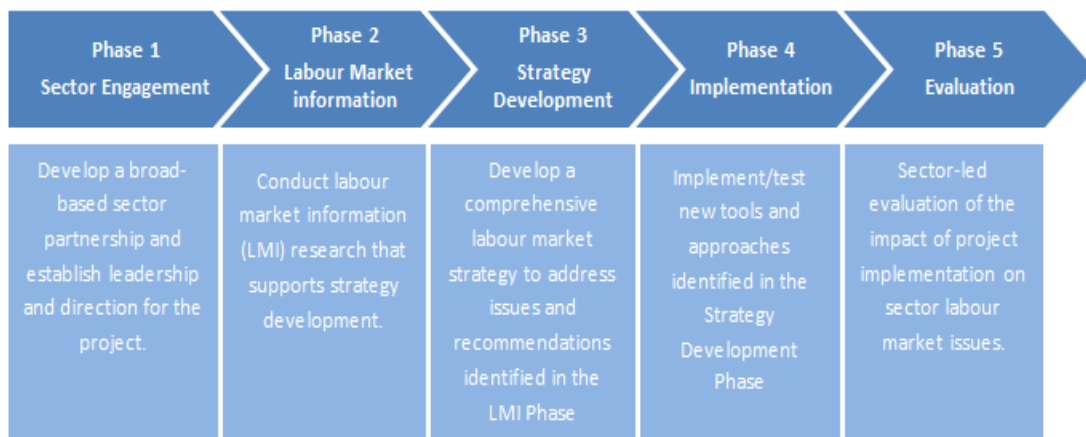 Phase 1
Sector Engagement
Phase 2
Labour Market
information
Phase 3
Strategy
Development
Phase 4
Implementation
Phase 5
Evaluation
Develop a broad-
based sector
partnership and
establish leadership
and direction for the
project.
Conduct labour
market information
(LMI) research that
supports strategy
development.
Develop a
comprehensive
labour market
strategy to address
issues and
recommendations
identified in the
LMI Phase
Implement/test
new tools and
approaches
identified in the
Strategy
Development
Phase
Sector-led
evaluation of the
impact of project
implementation on
sector labour
market issues.